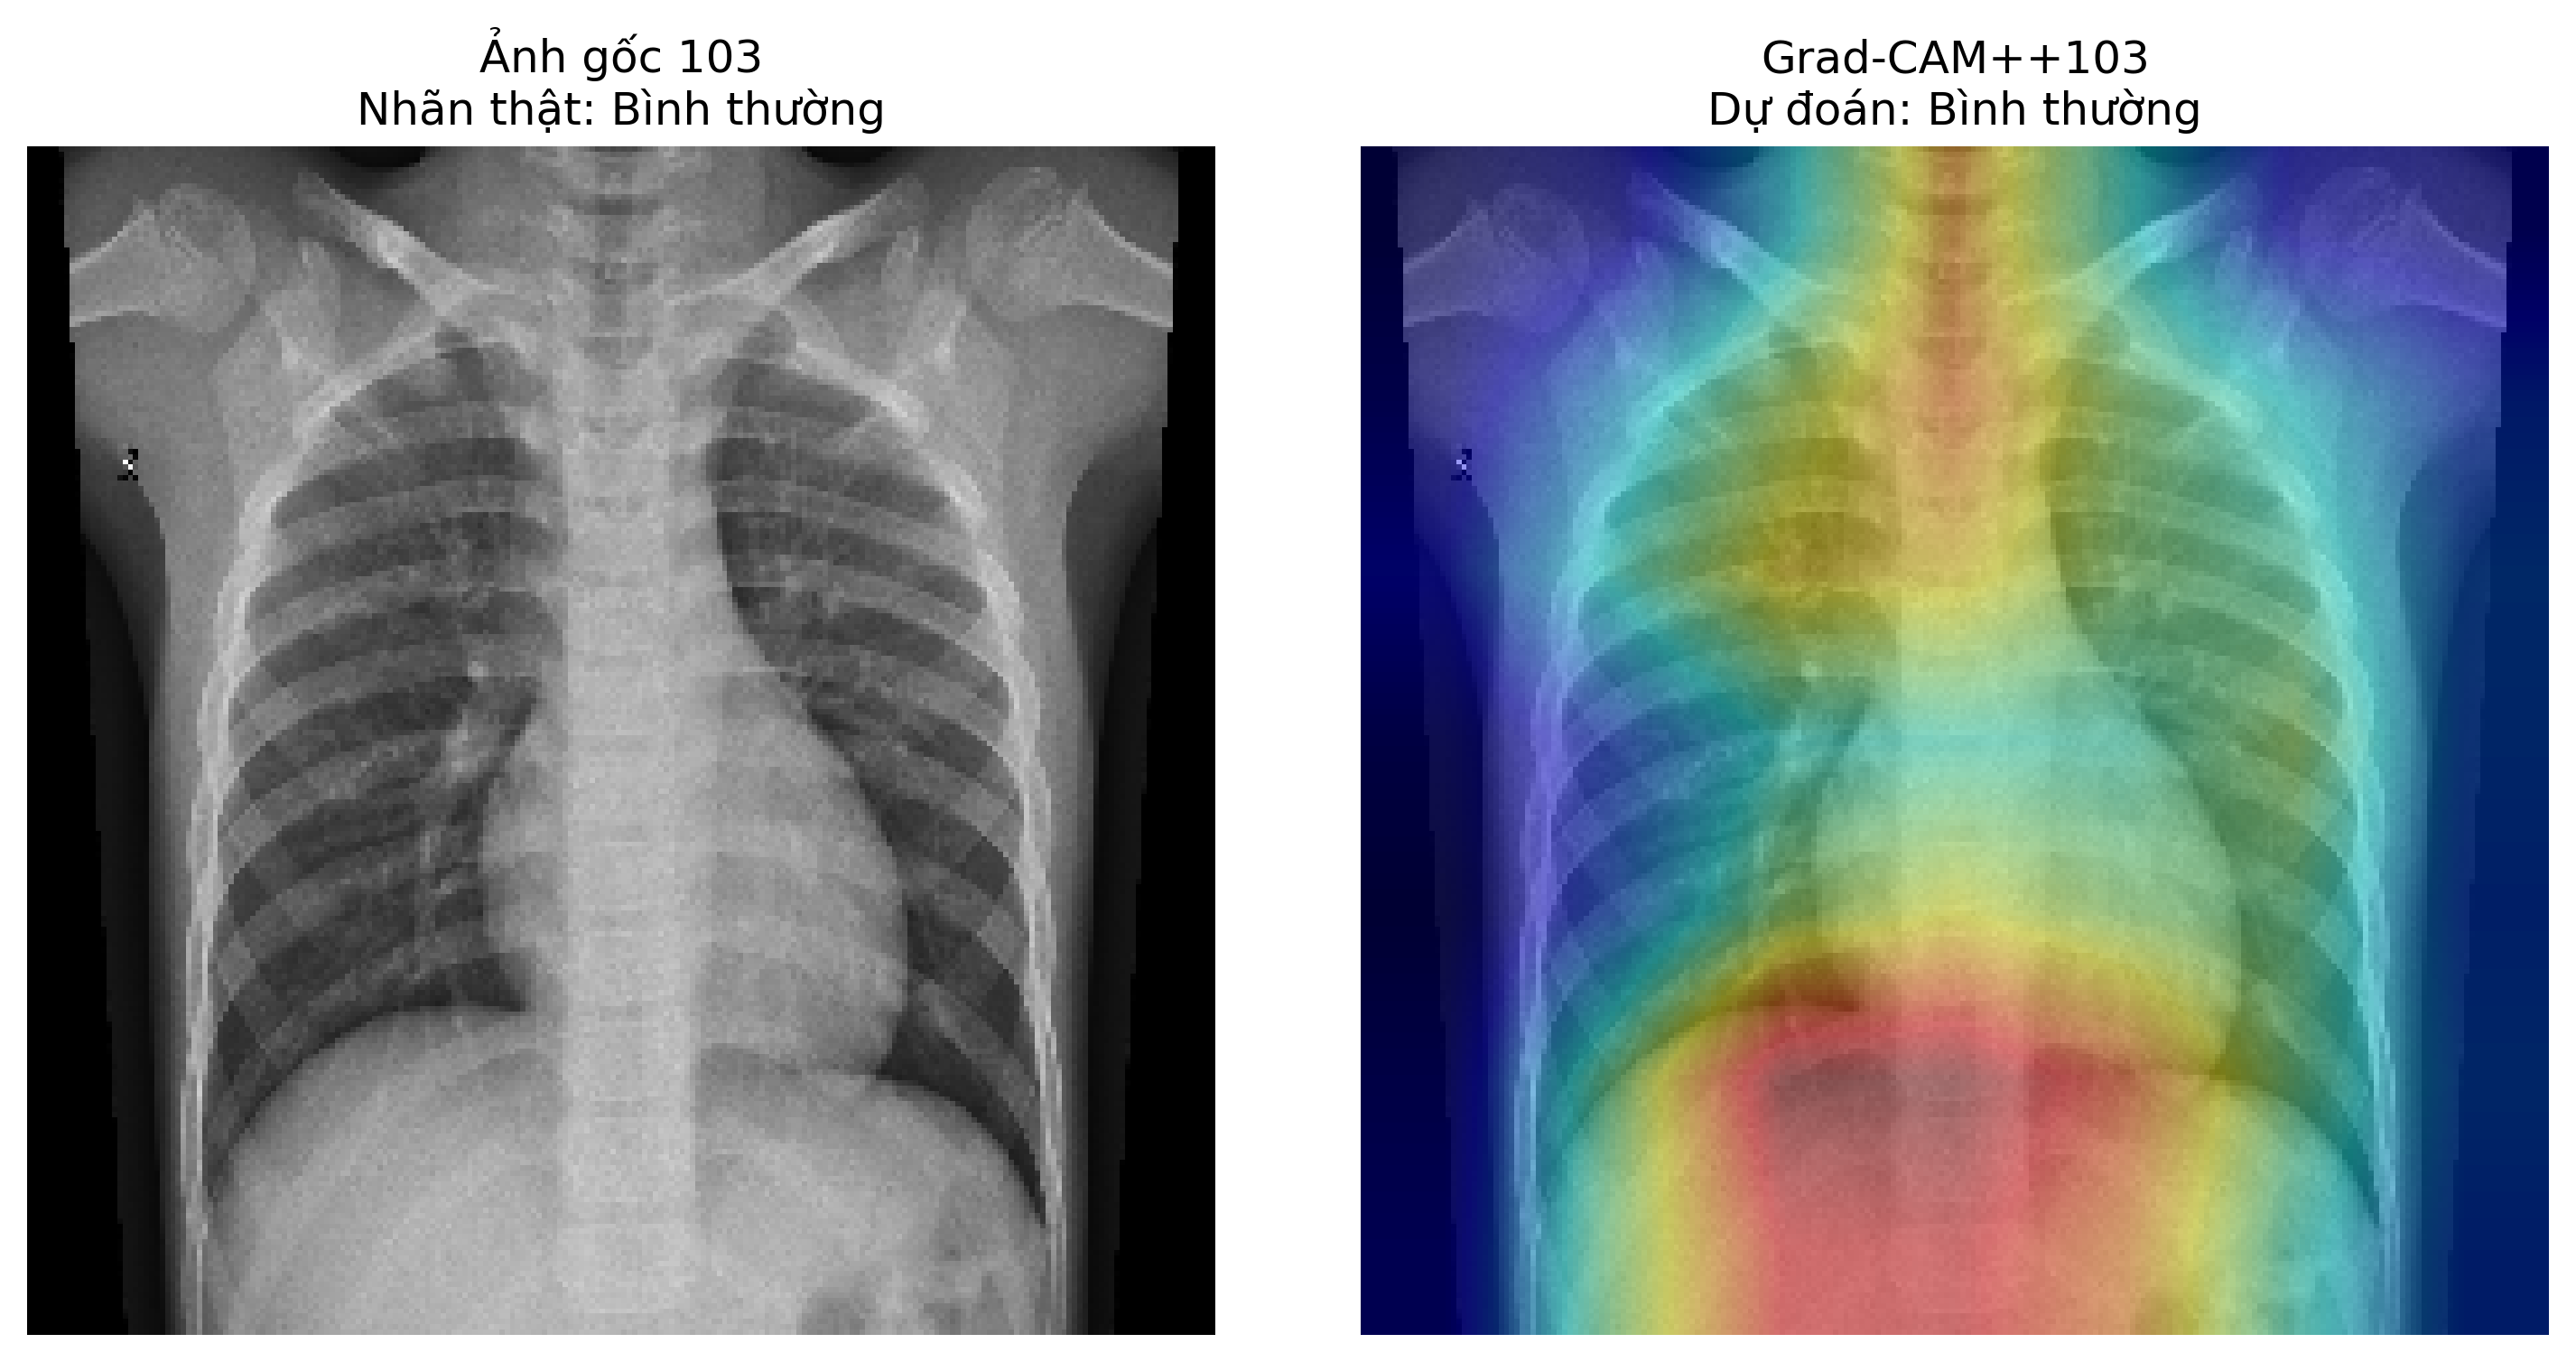 Ảnh gốc 103
Nhãn thật: Bình thường
Grad-CAM++103
Dự đoán: Bình thường